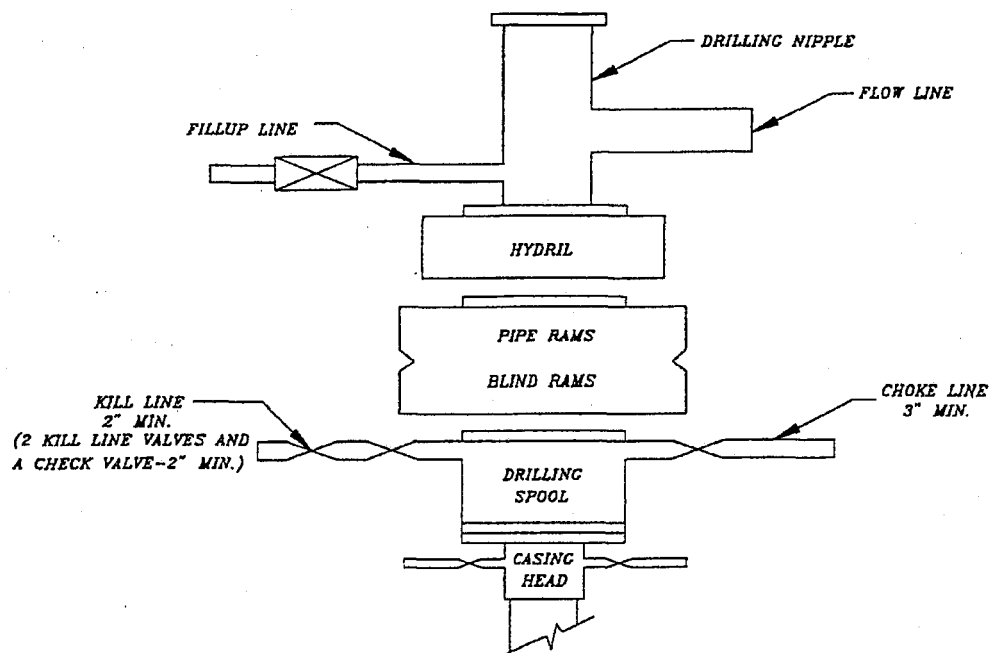 DRILLING NIPPLE
FLOW LINE
FILLUP LINE
HYDRIL
PIPE RAMS
BLIND RAMS
KILL LINE
2" MIN.
(2 KILL LINE VALVES AND
A CHECK VALVE-2" MIN.)
CHOKE LINE
3" MIN.
DRILLING
SPOOL
CASING
HEAD